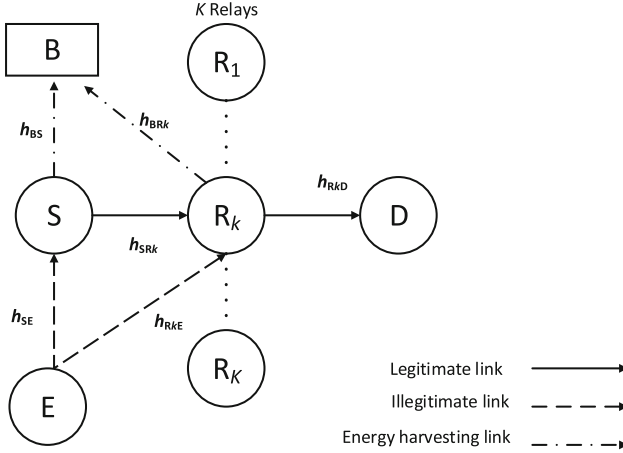 K Relays
B
R1
hBS
hBRk
S
Rk
D
hRkD
hSRk
hSE
hRkE
E
RK
Legitimate link
Illegitimate link
Energy harvesting link